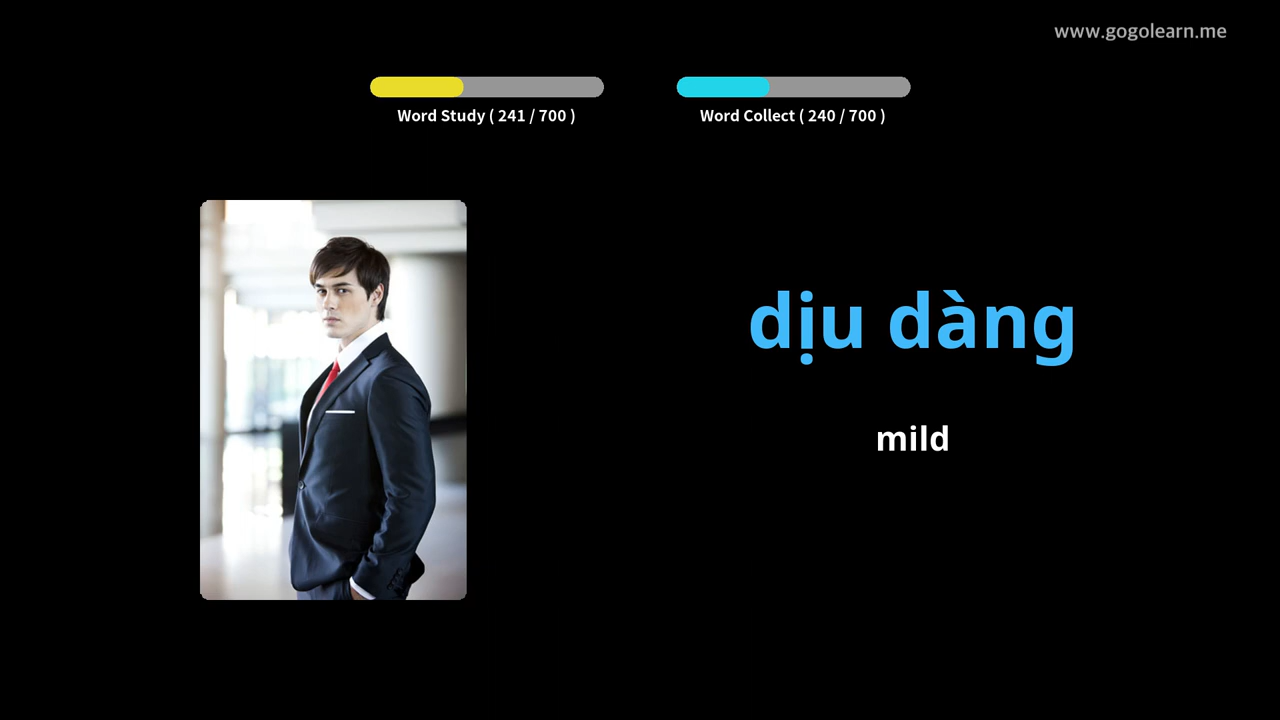 www.gogolearn.me
Word Study ( 241 / 700 )
Word Collect ( 240 / 700 )
dịu dàng
mild